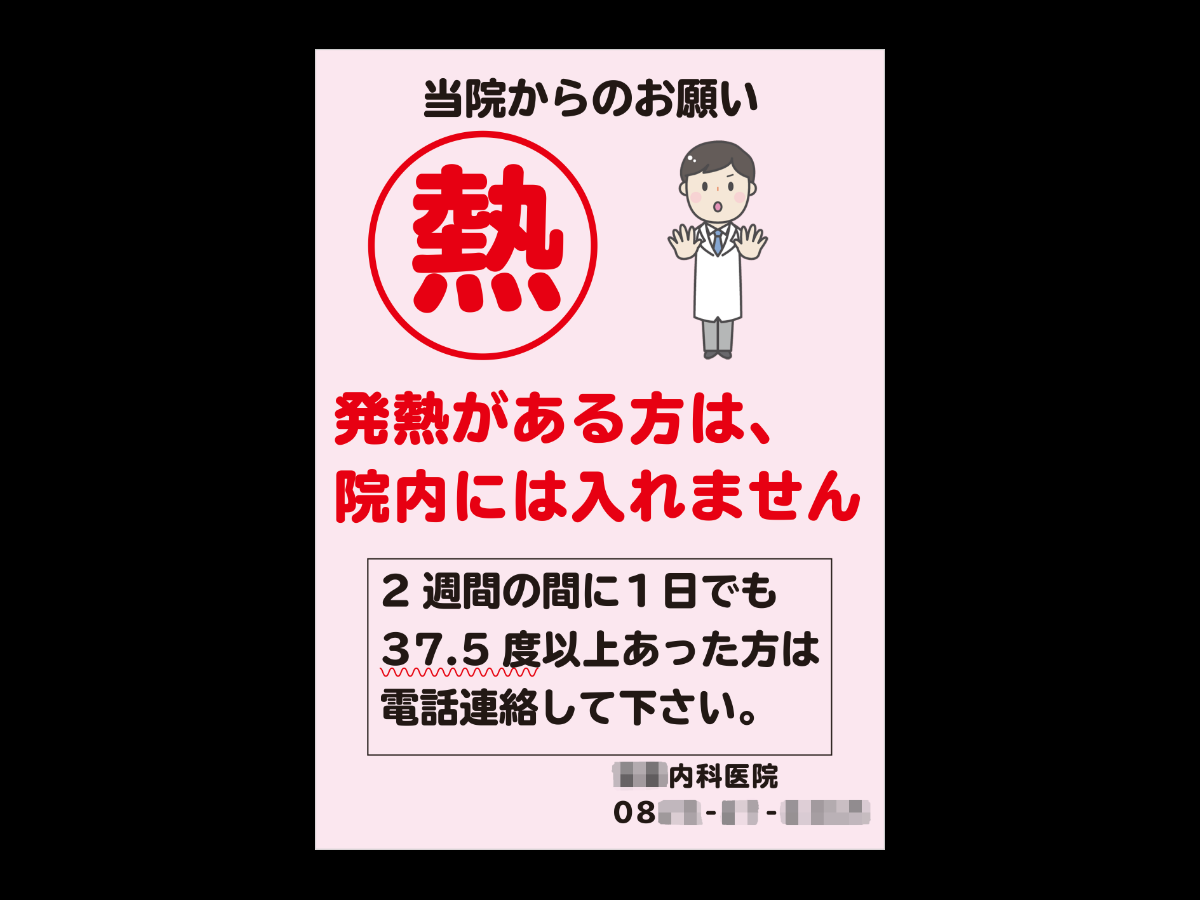 当院からのお願い
熱
発熱がある方は、
院内には入れません
2 週間の間に1日でも
37.5 度以上あった方は
電話連絡して下さい。
内科医院
08 - -